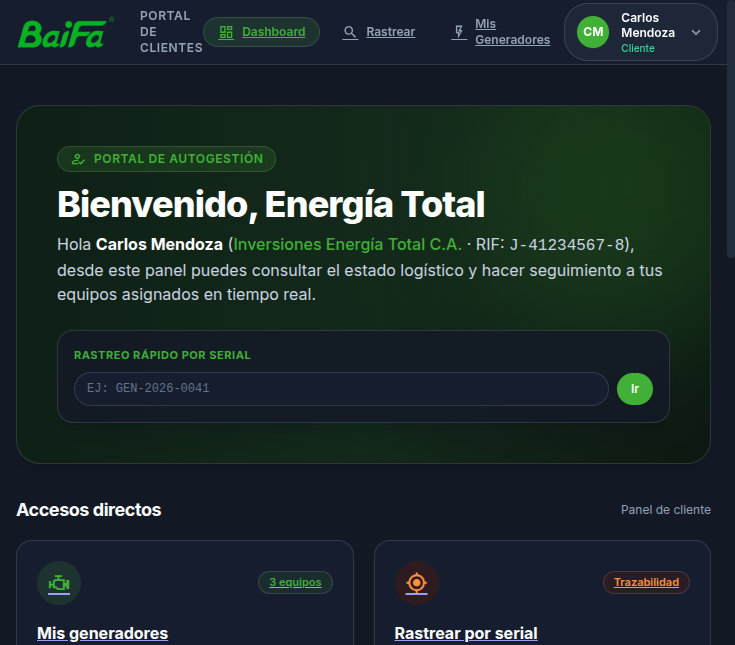 BaiFa®
PORTAL
DE
CLIENTES
Dashboard
Rastrear
Mis
Generadores
CM
Carlos
Mendoza
Cliente
PORTAL DE AUTOGESTIÓN
Bienvenido, Energía Total
Hola Carlos Mendoza (Inversiones Energía Total C.A. · RIF: J-41234567-8),
desde este panel puedes consultar el estado logístico y hacer seguimiento a tus
equipos asignados en tiempo real.
RASTREO RÁPIDO POR SERIAL
EJ: GEN-2026-0041
Ir
Accesos directos
Panel de cliente
3 equipos
Trazabilidad
Mis generadores
Rastrear por serial